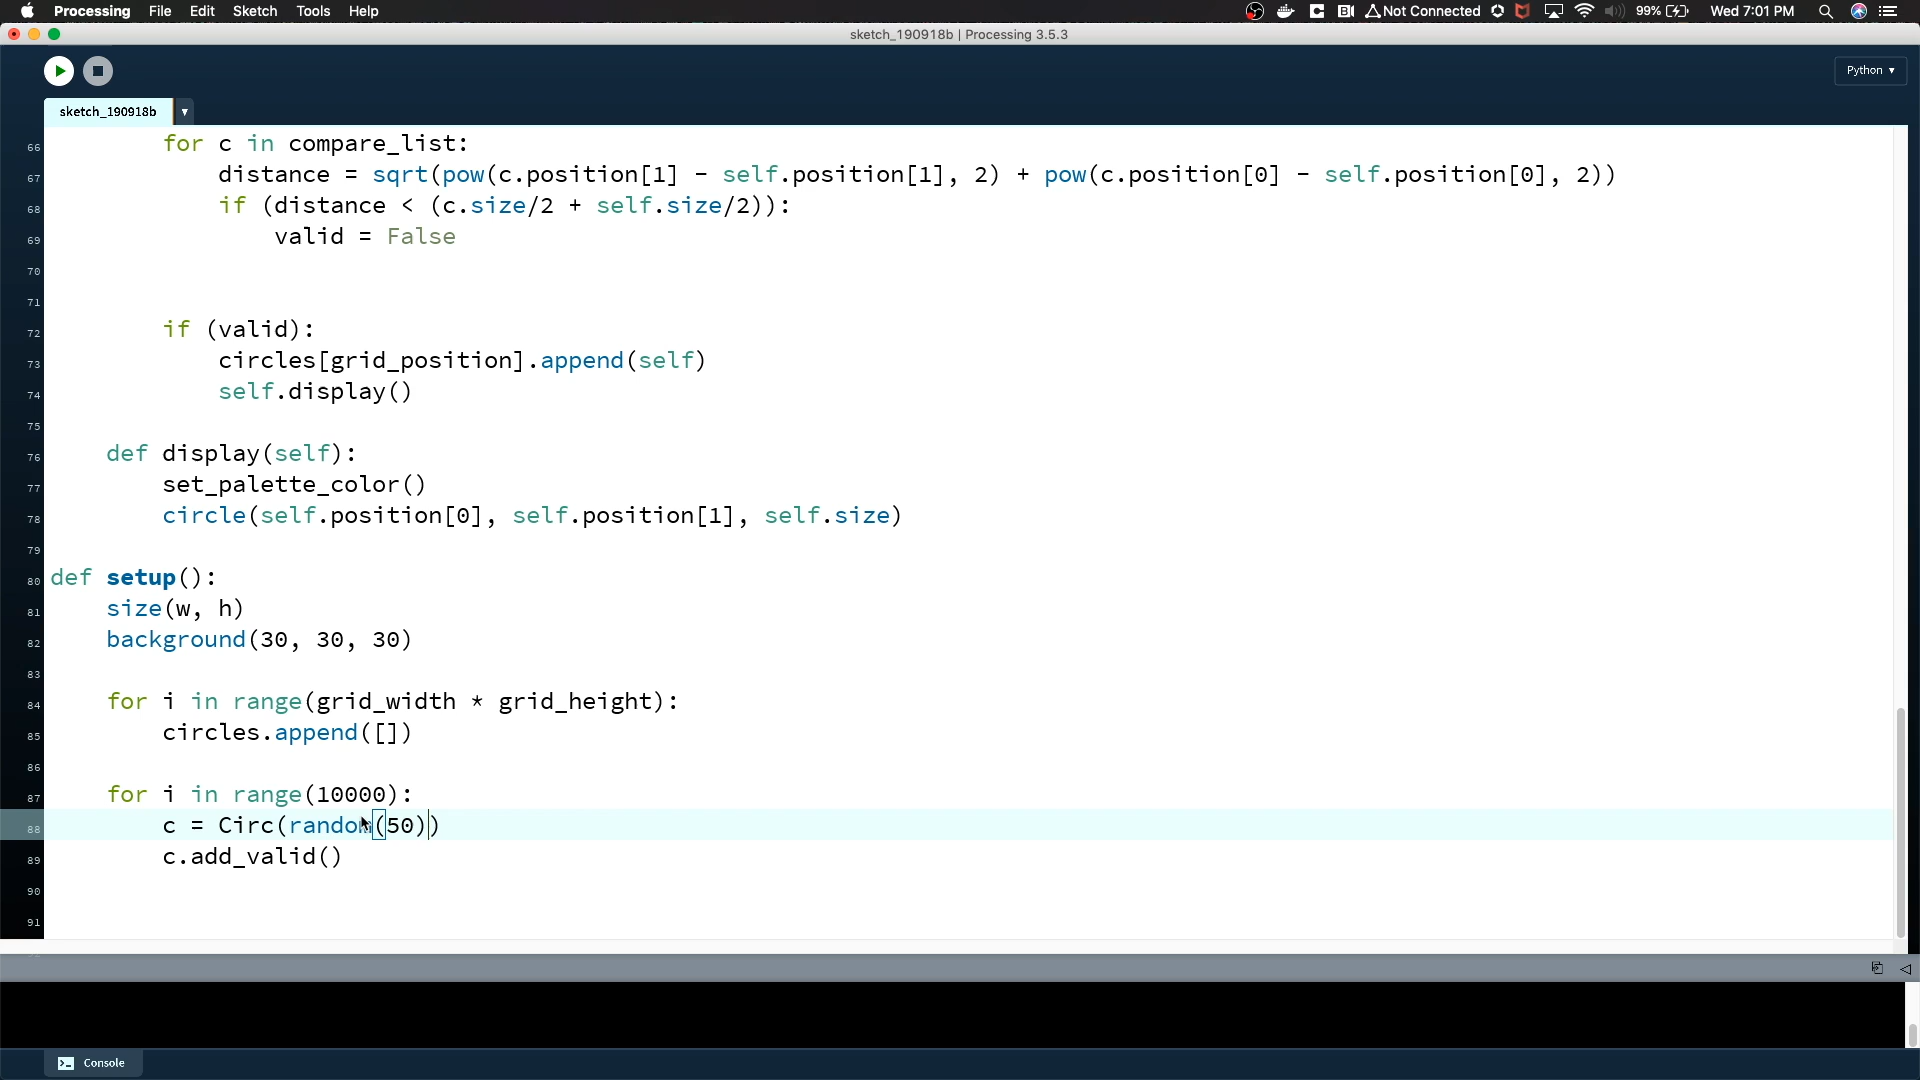 Processing File Edit Sketch Tools Help Not Connected 99% Wed 7:01 PM
sketch_190918b | Processing 3.5.3
Python ▾
sketch_190918b ▾
66 for c in compare_list:
67 distance = sqrt(pow(c.position[1] - self.position[1], 2) + pow(c.position[0] - self.position[0], 2))
68 if (distance < (c.size/2 + self.size/2)):
69 valid = False
70
71
72 if (valid):
73 circles[grid_position].append(self)
74 self.display()
75
76 def display(self):
77 set_palette_color()
78 circle(self.position[0], self.position[1], self.size)
79
80 def setup():
81 size(w, h)
82 background(30, 30, 30)
83
84 for i in range(grid_width * grid_height):
85 circles.append([])
86
87 for i in range(10000):
88 c = Circ(random(50))
89 c.add_valid()
90
91
Console